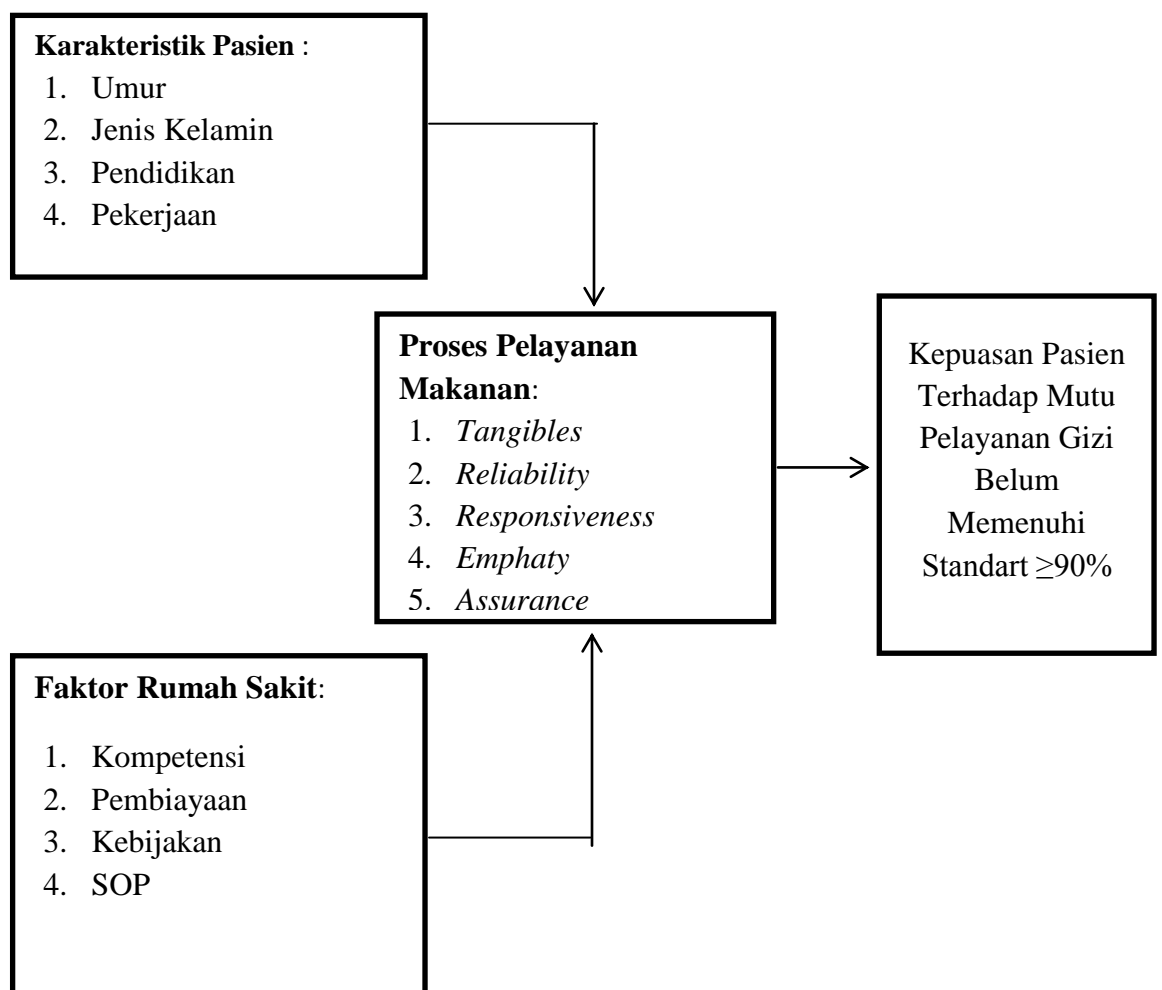 Karakteristik Pasien :
1. Umur
2. Jenis Kelamin
3. Pendidikan
4. Pekerjaan
Proses Pelayanan
Makanan:
1. Tangibles
2. Reliability
3. Responsiveness
4. Emphaty
5. Assurance
Kepuasan Pasien
Terhadap Mutu
Pelayanan Gizi
Belum
Memenuhi
Standart ≥90%
Faktor Rumah Sakit:
1. Kompetensi
2. Pembiayaan
3. Kebijakan
4. SOP